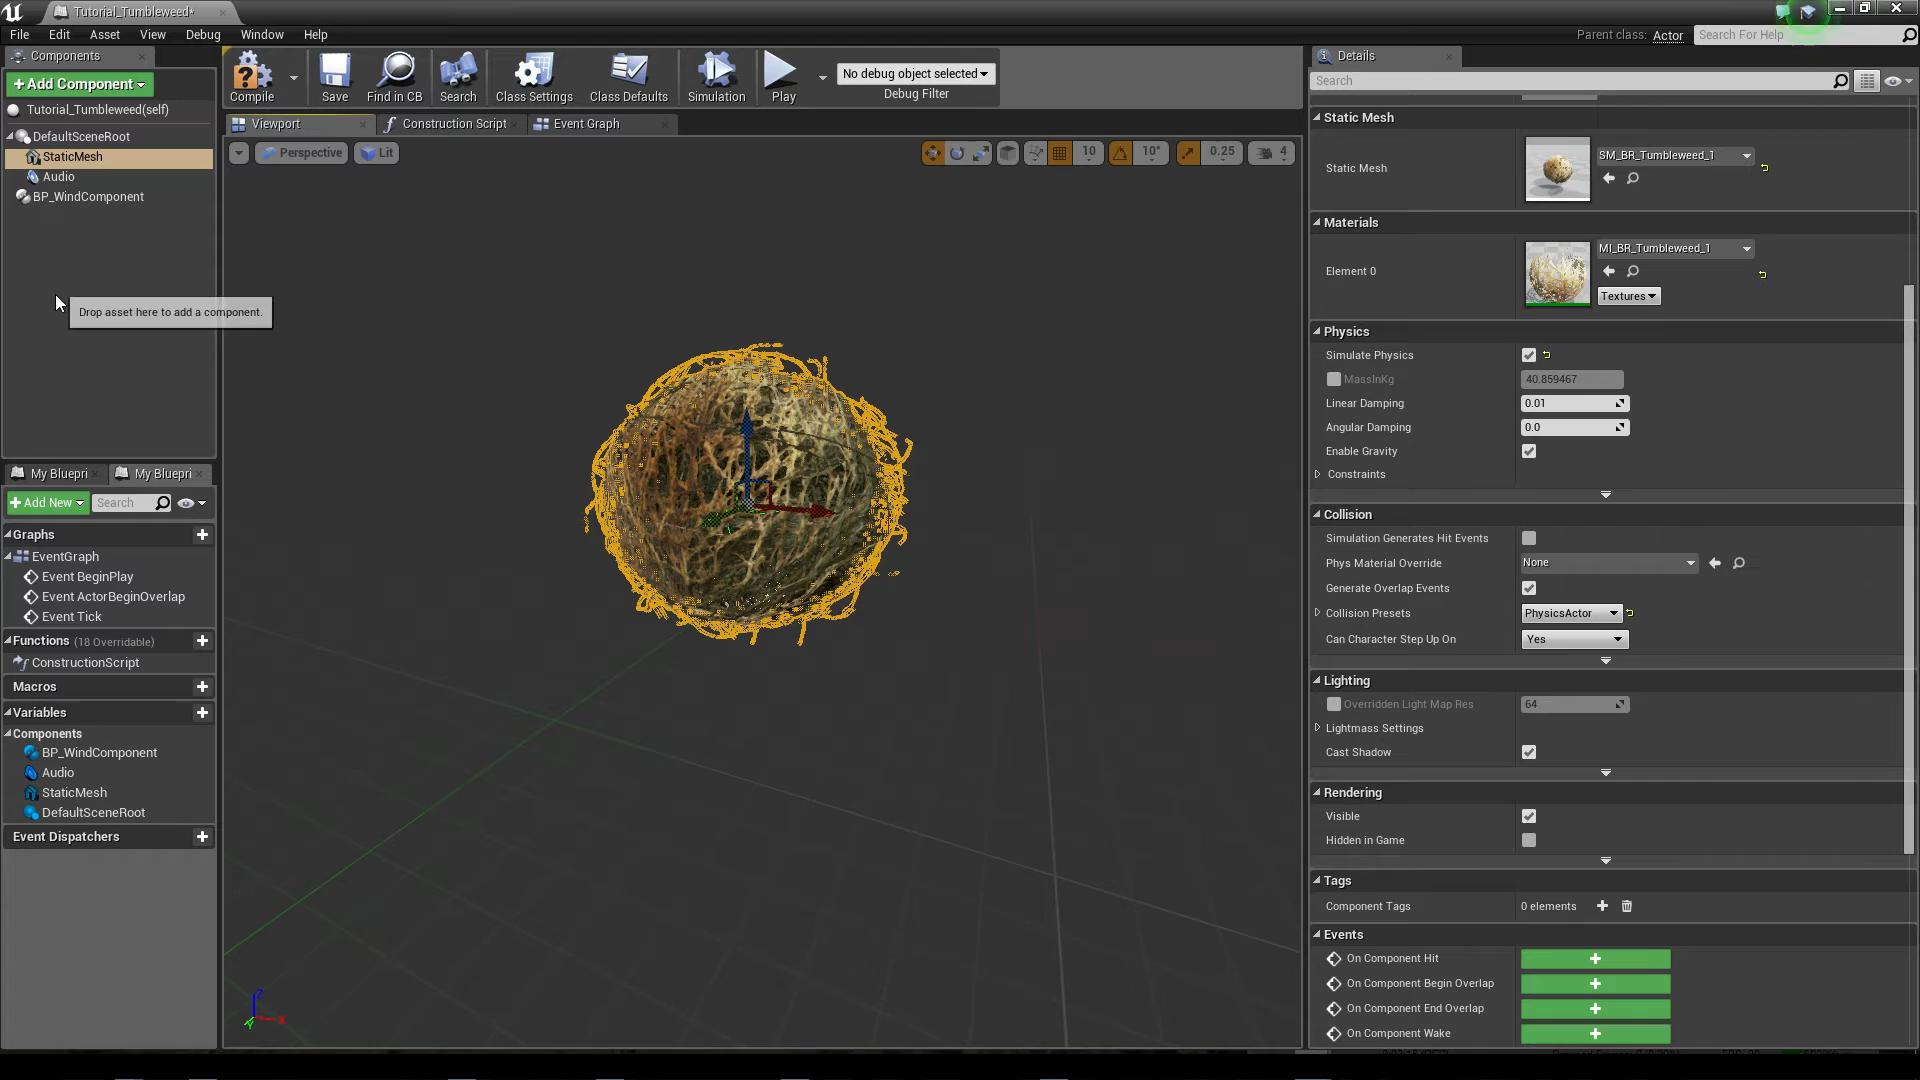 Tutorial_Tumbleweed*
File Edit Asset View Debug Window Help
Parent class: Actor
Search For Help
Components
+Add Component
Tutorial_Tumbleweed(self)
DefaultSceneRoot
StaticMesh
Audio
BP_WindComponent
Drop asset here to add a component.
Compile Save Find in CB Search Class Settings Class Defaults Simulation Play
No debug object selected
Debug Filter
Viewport Construction Script Event Graph
Perspective Lit
10 10° 0.25 4
My Bluepri My Bluepri
+Add New Search
Graphs
EventGraph
Event BeginPlay
Event ActorBeginOverlap
Event Tick
Functions (18 Overridable)
ConstructionScript
Macros
Variables
Components
BP_WindComponent
Audio
StaticMesh
DefaultSceneRoot
Event Dispatchers
Z
X
Y
Details
Search
Static Mesh
Static Mesh SM_BR_Tumbleweed_1
Materials
Element 0 MI_BR_Tumbleweed_1
Textures
Physics
Simulate Physics
MassInKg 40.859467
Linear Damping 0.01
Angular Damping 0.0
Enable Gravity
Constraints
Collision
Simulation Generates Hit Events
Phys Material Override None
Generate Overlap Events
Collision Presets PhysicsActor
Can Character Step Up On Yes
Lighting
Overridden Light Map Res 64
Lightmass Settings
Cast Shadow
Rendering
Visible
Hidden in Game
Tags
Component Tags 0 elements
Events
On Component Hit
On Component Begin Overlap
On Component End Overlap
On Component Wake